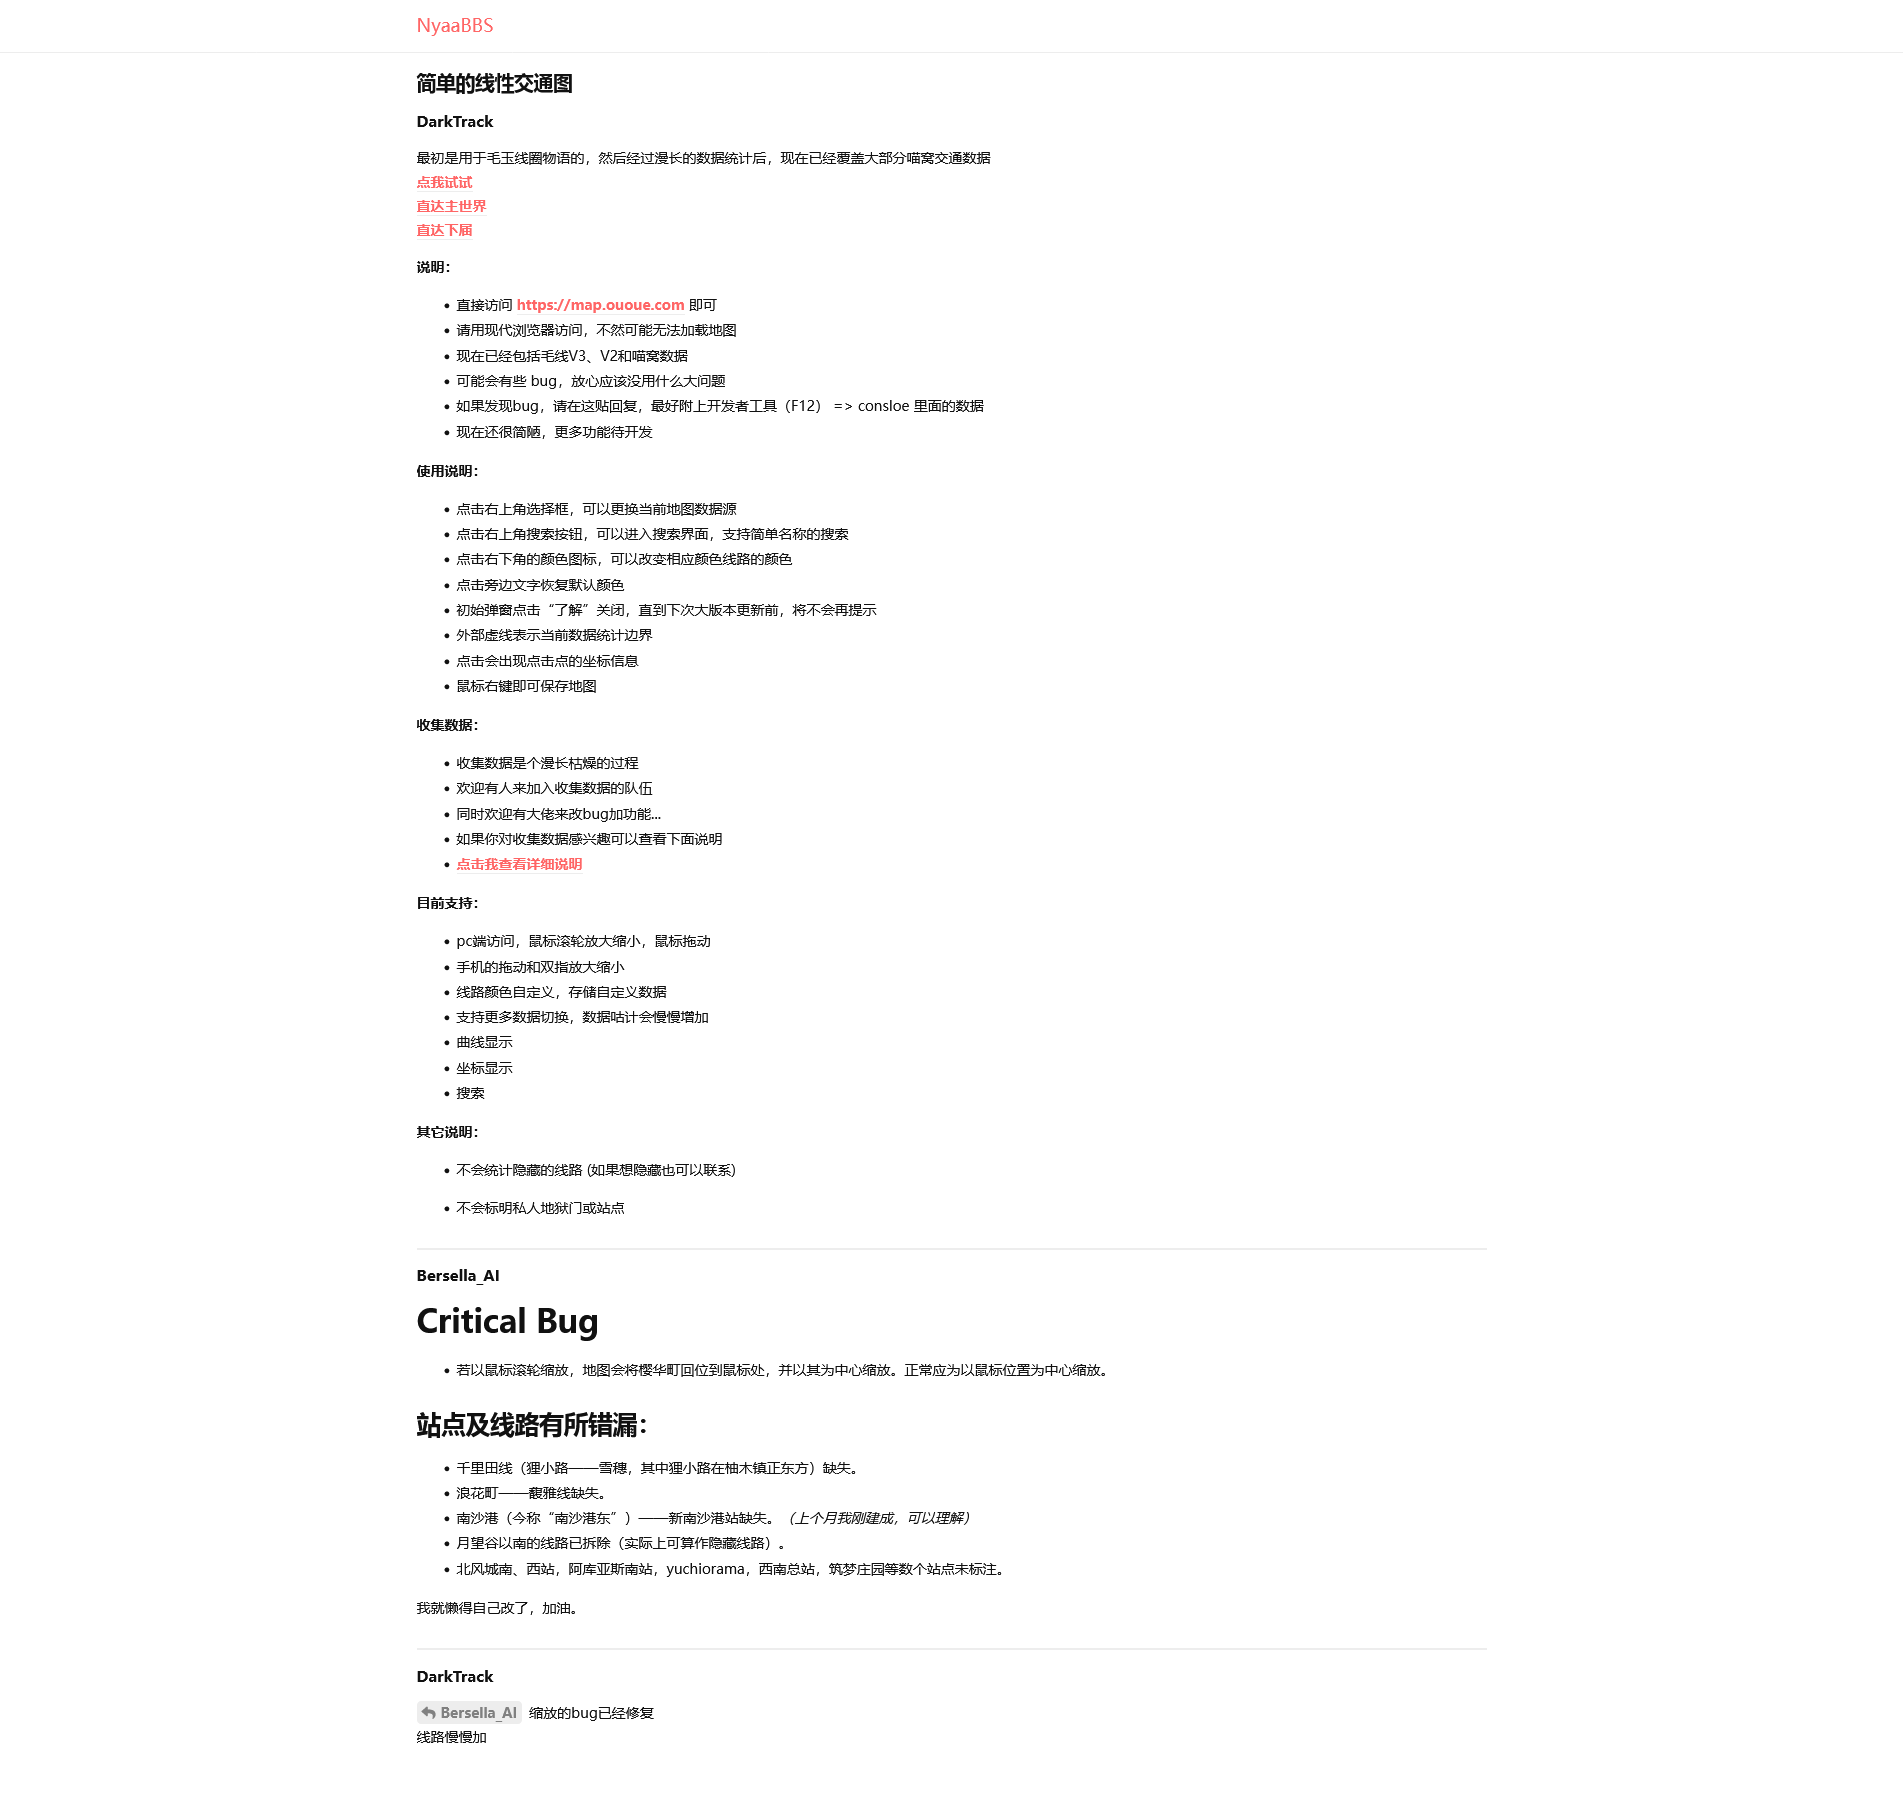 NyaaBBS
简单的线性交通图
DarkTrack
最初是用于毛玉线圈物语的，然后经过漫长的数据统计后，现在已经覆盖大部分喵窝交通数据
点我试试
直达主世界
直达下届
说明：
直接访问 https://map.ououe.com 即可
请用现代浏览器访问，不然可能无法加载地图
现在已经包括毛线V3、V2和喵窝数据
可能会有些 bug，放心应该没用什么大问题
如果发现bug，请在这贴回复，最好附上开发者工具（F12） => consloe 里面的数据
现在还很简陋，更多功能待开发
使用说明：
点击右上角选择框，可以更换当前地图数据源
点击右上角搜索按钮，可以进入搜索界面，支持简单名称的搜索
点击右下角的颜色图标，可以改变相应颜色线路的颜色
点击旁边文字恢复默认颜色
初始弹窗点击“了解”关闭，直到下次大版本更新前，将不会再提示
外部虚线表示当前数据统计边界
点击会出现点击点的坐标信息
鼠标右键即可保存地图
收集数据：
收集数据是个漫长枯燥的过程
欢迎有人来加入收集数据的队伍
同时欢迎有大佬来改bug加功能...
如果你对收集数据感兴趣可以查看下面说明
点击我查看详细说明
目前支持：
pc端访问，鼠标滚轮放大缩小，鼠标拖动
手机的拖动和双指放大缩小
线路颜色自定义，存储自定义数据
支持更多数据切换，数据咕计会慢慢增加
曲线显示
坐标显示
搜索
其它说明：
不会统计隐藏的线路 (如果想隐藏也可以联系)
不会标明私人地狱门或站点
Bersella_AI
Critical Bug
若以鼠标滚轮缩放，地图会将樱华町回位到鼠标处，并以其为中心缩放。正常应为以鼠标位置为中心缩放。
站点及线路有所错漏：
千里田线（狸小路——雪穗，其中狸小路在柚木镇正东方）缺失。
浪花町——馥雅线缺失。
南沙港（今称“南沙港东”）——新南沙港站缺失。（上个月我刚建成，可以理解）
月望谷以南的线路已拆除（实际上可算作隐藏线路）。
北风城南、西站，阿库亚斯南站，yuchiorama，西南总站，筑梦庄园等数个站点未标注。
我就懒得自己改了，加油。
DarkTrack
Bersella_AI 缩放的bug已经修复
线路慢慢加